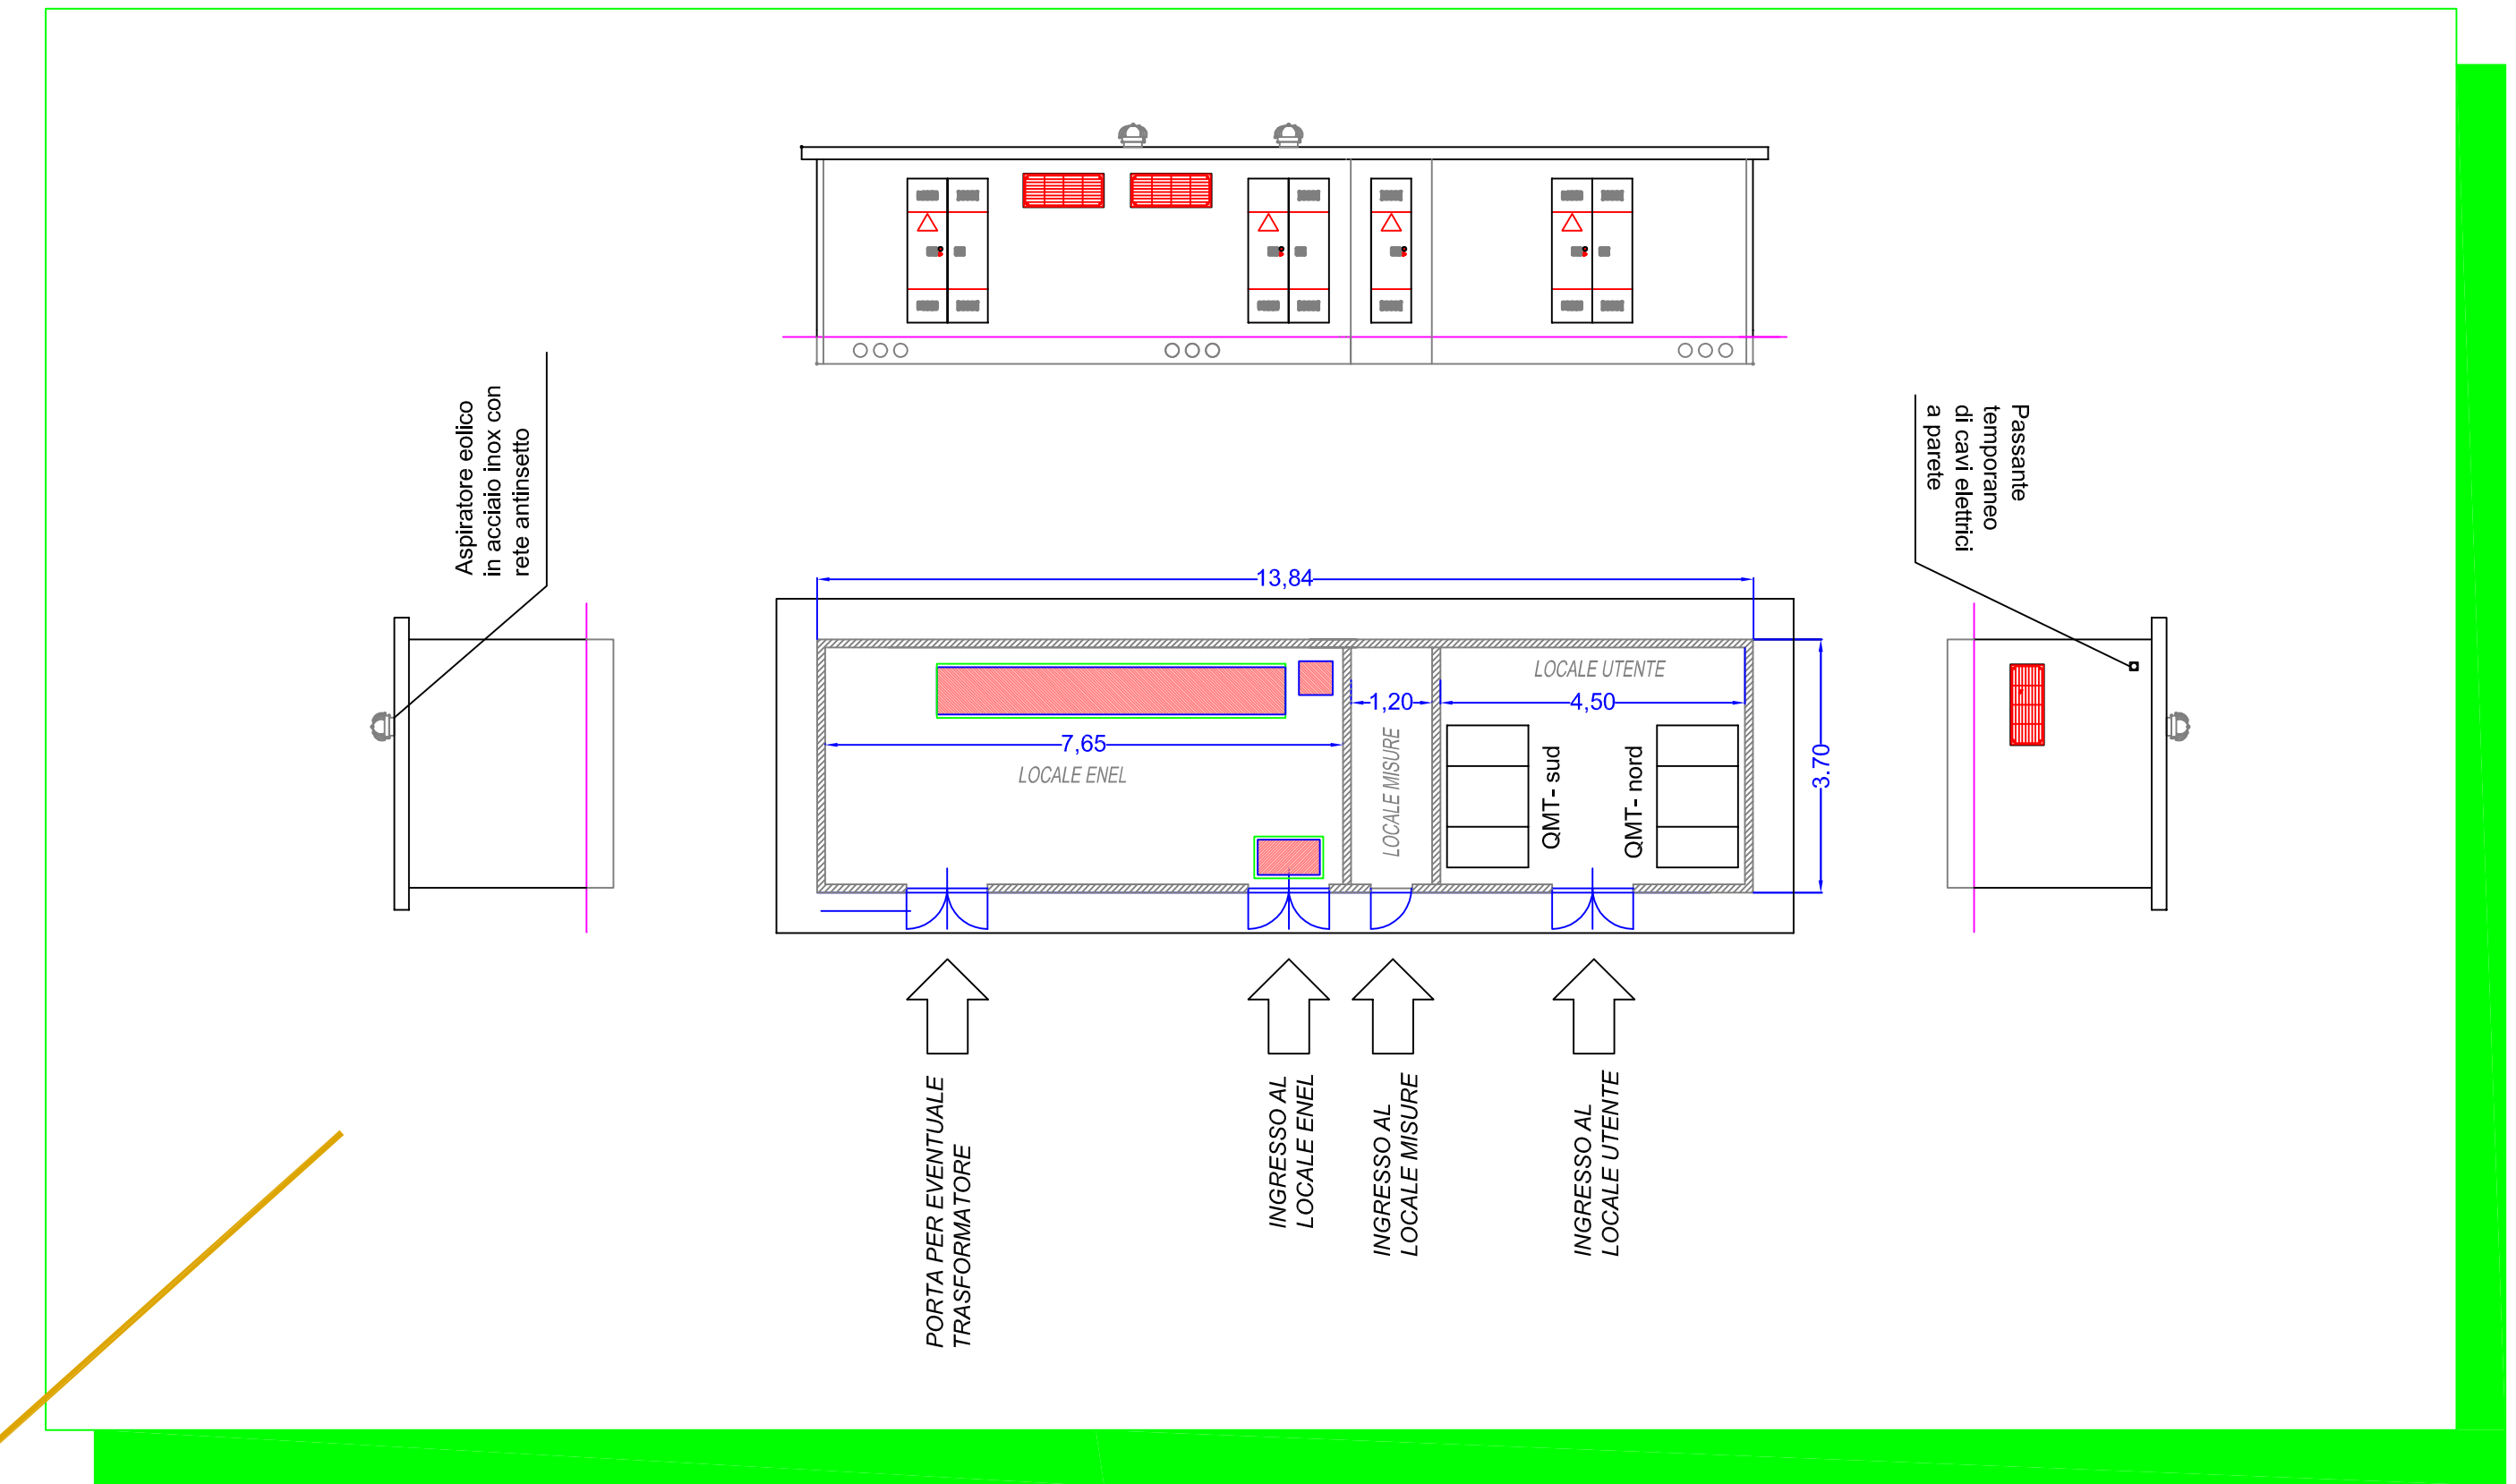 Aspiratore eolico
in acciaio inox con
rete antinsetto
Passante
temporaneo
di cavi elettrici
a parete
13,84
LOCALE UTENTE
1,20
4,50
7,65
LOCALE ENEL
LOCALE MISURE
QMT- sud
QMT- nord
3.70
PORTA PER EVENTUALE
TRASFORMATORE
INGRESSO AL
LOCALE ENEL
INGRESSO AL
LOCALE MISURE
INGRESSO AL
LOCALE UTENTE